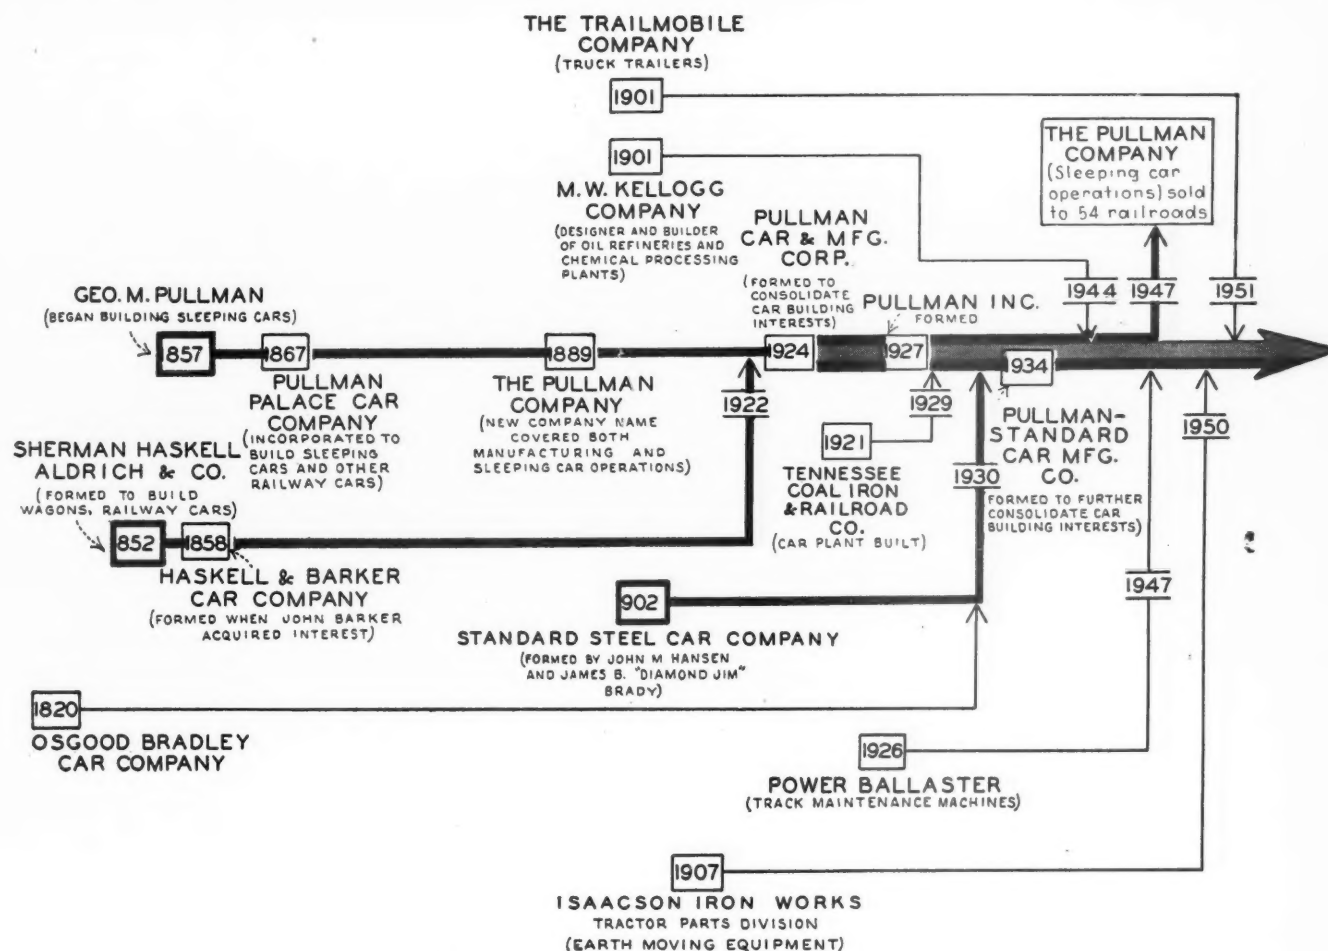 THE TRAILMOBILE
COMPANY
(TRUCK TRAILERS)
1901
1901
M.W. KELLOGG
COMPANY
(DESIGNER AND BUILDER
OF OIL REFINERIES AND
CHEMICAL PROCESSING
PLANTS)
THE PULLMAN
COMPANY
(Sleeping car
operations) sold
to 54 railroads
PULLMAN
CAR & MFG.
CORP.
(FORMED TO
CONSOLIDATE
CAR BUILDING
INTERESTS)
1944
1947
1951
GEO. M. PULLMAN
(BEGAN BUILDING SLEEPING CARS)
PULLMAN INC.
FORMED
1857
1867
1889
1924
1927
1934
PULLMAN
PALACE CAR
COMPANY
(INCORPORATED TO
BUILD SLEEPING
CARS AND OTHER
RAILWAY CARS)
THE PULLMAN
COMPANY
(NEW COMPANY NAME
COVERED BOTH
MANUFACTURING AND
SLEEPING CAR OPERATIONS)
1922
1929
1921
TENNESSEE
COAL IRON
& RAILROAD
CO.
(CAR PLANT BUILT)
1930
PULLMAN-
STANDARD
CAR MFG.
CO.
FORMED TO FURTHER
CONSOLIDATE CAR
BUILDING INTERESTS)
1950
SHERMAN HASKELL
ALDRICH & CO.
(FORMED TO BUILD
WAGONS, RAILWAY CARS)
1852
1858
HASKELL & BARKER
CAR COMPANY
(FORMED WHEN JOHN BARKER
ACQUIRED INTEREST)
1947
1902
STANDARD STEEL CAR COMPANY
(FORMED BY JOHN M HANSEN
AND JAMES B. "DIAMOND JIM"
BRADY)
1820
OSGOOD BRADLEY
CAR COMPANY
1926
POWER BALLASTER
(TRACK MAINTENANCE MACHINES)
1907
ISAACSON IRON WORKS
TRACTOR PARTS DIVISION
(EARTH MOVING EQUIPMENT)